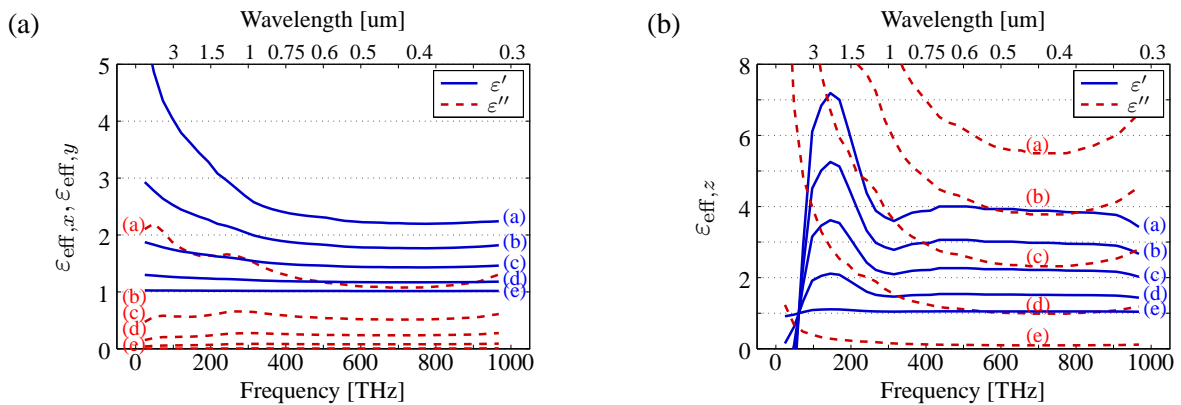 (a)
Wavelength [um]
3 1.5 1 0.75 0.6 0.5 0.4 0.3
5
4
3
2
1
0
ε_eff,x, ε_eff,y
ε′
ε′′
(a)
(b)
(c)
(d)
(e)
(a)
(b)
(c)
(d)
(e)
0 200 400 600 800 1000
Frequency [THz]
(b)
Wavelength [um]
3 1.5 1 0.75 0.6 0.5 0.4 0.3
8
6
4
2
0
ε_eff,z
ε′
ε′′
(a)
(b)
(c)
(d)
(e)
(a)
(b)
(c)
(d)
(e)
0 200 400 600 800 1000
Frequency [THz]